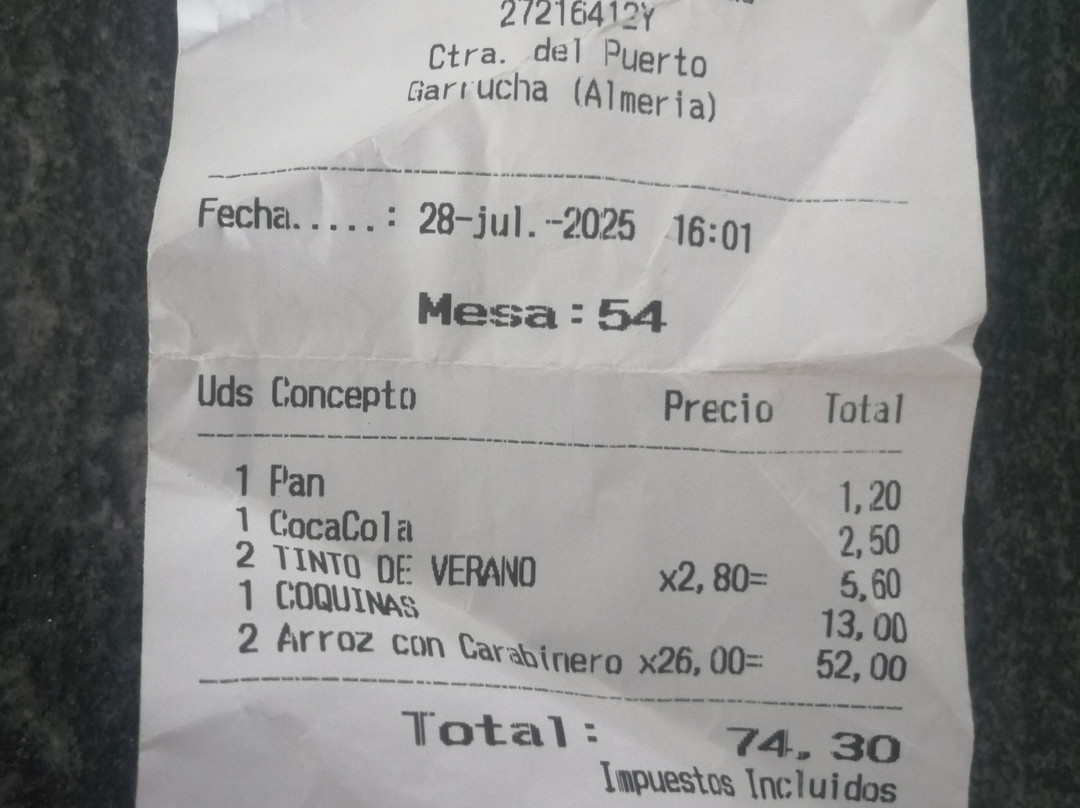 27216412Y
Ctra. del Puerto
Garrucha (Almeria)
Fecha.....: 28-jul.-2025 16:01
Mesa:54
Uds Concepto Precio Total
1 Pan 1,20
1 CocaCola 2,50
2 TINTO DE VERANO x2,80= 5,60
1 COQUINAS 13,00
2 Arroz con Carabinero x26,00= 52,00
Total: 74,30
Impuestos Incluidos